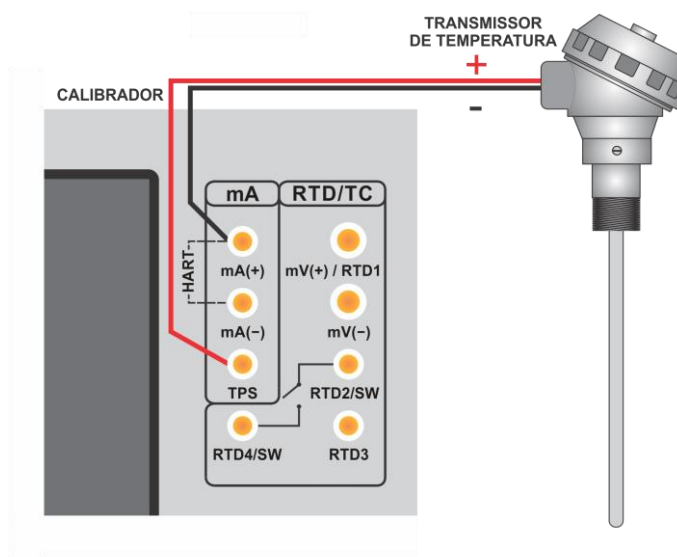 TRANSMISSOR
DE TEMPERATURA
+
-
CALIBRADOR
mA
RTD/TC
-HART-
mA(+)
mV(+) / RTD1
mA(−)
mV(−)
TPS
RTD2/SW
RTD4/SW
RTD3